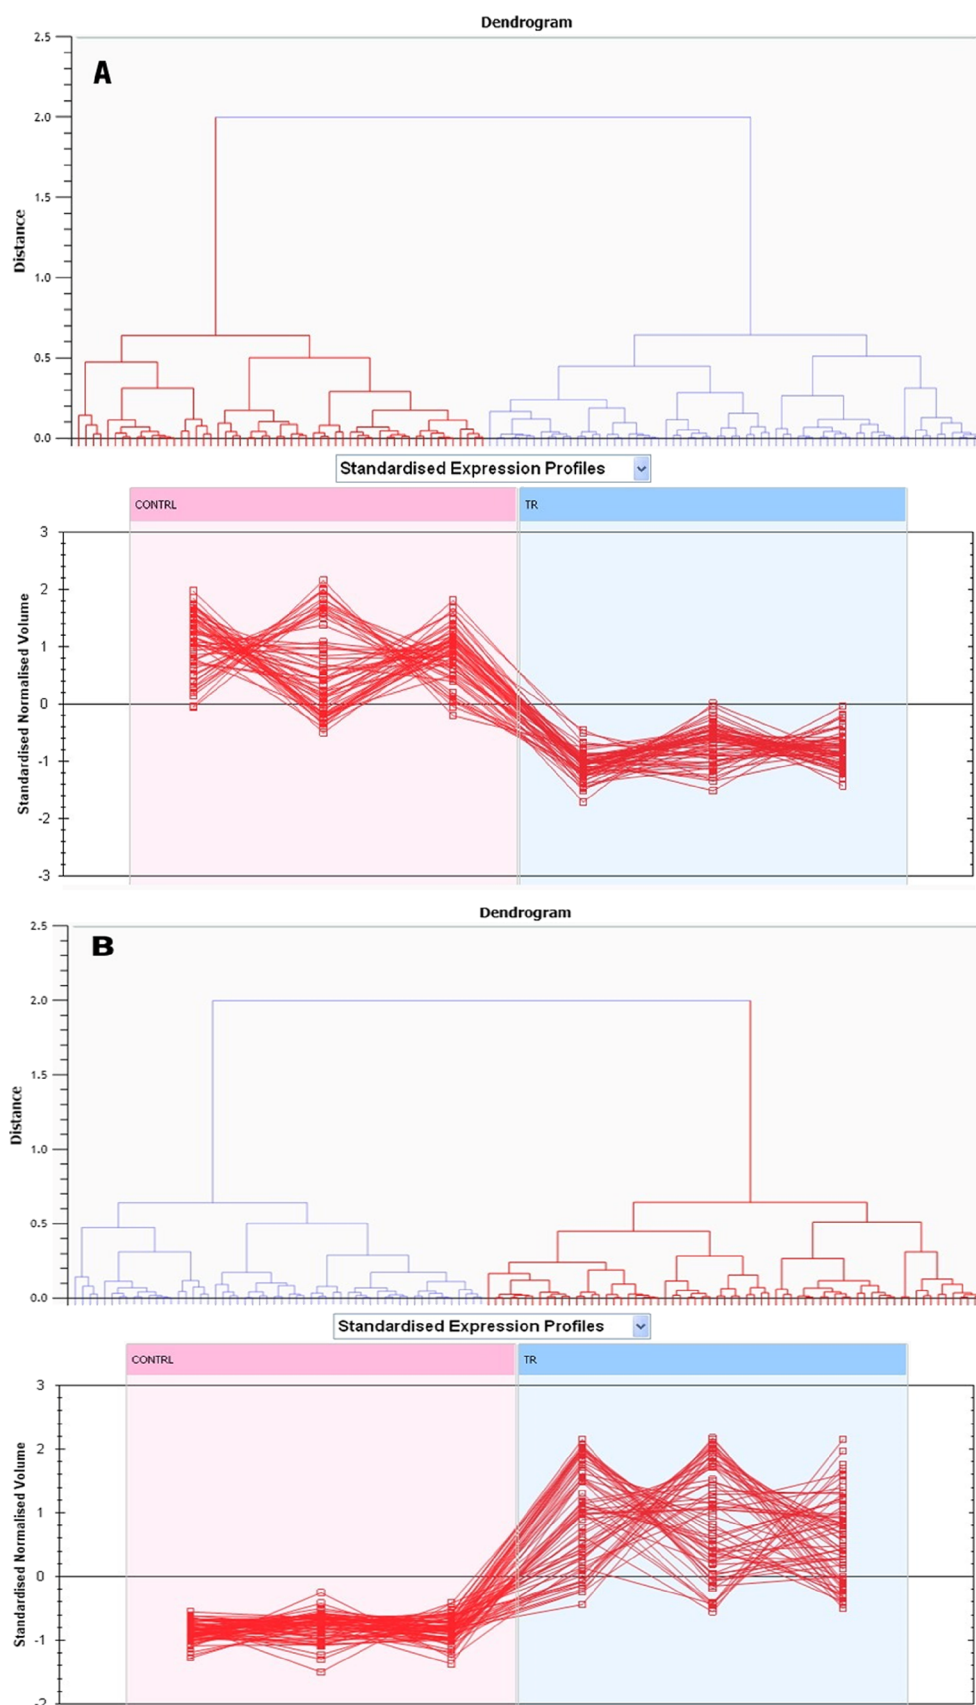 Dendrogram
A
2.5
2.0
1.5
1.0
0.5
0.0
Distance
Standardised Expression Profiles
CONTRL TR
3
2
1
0
-1
-2
-3
Standardised Normalised Volume
Dendrogram
B
2.5
2.0
1.5
1.0
0.5
0.0
Distance
Standardised Expression Profiles
CONTRL TR
3
2
1
0
-1
-2
Standardised Normalised Volume